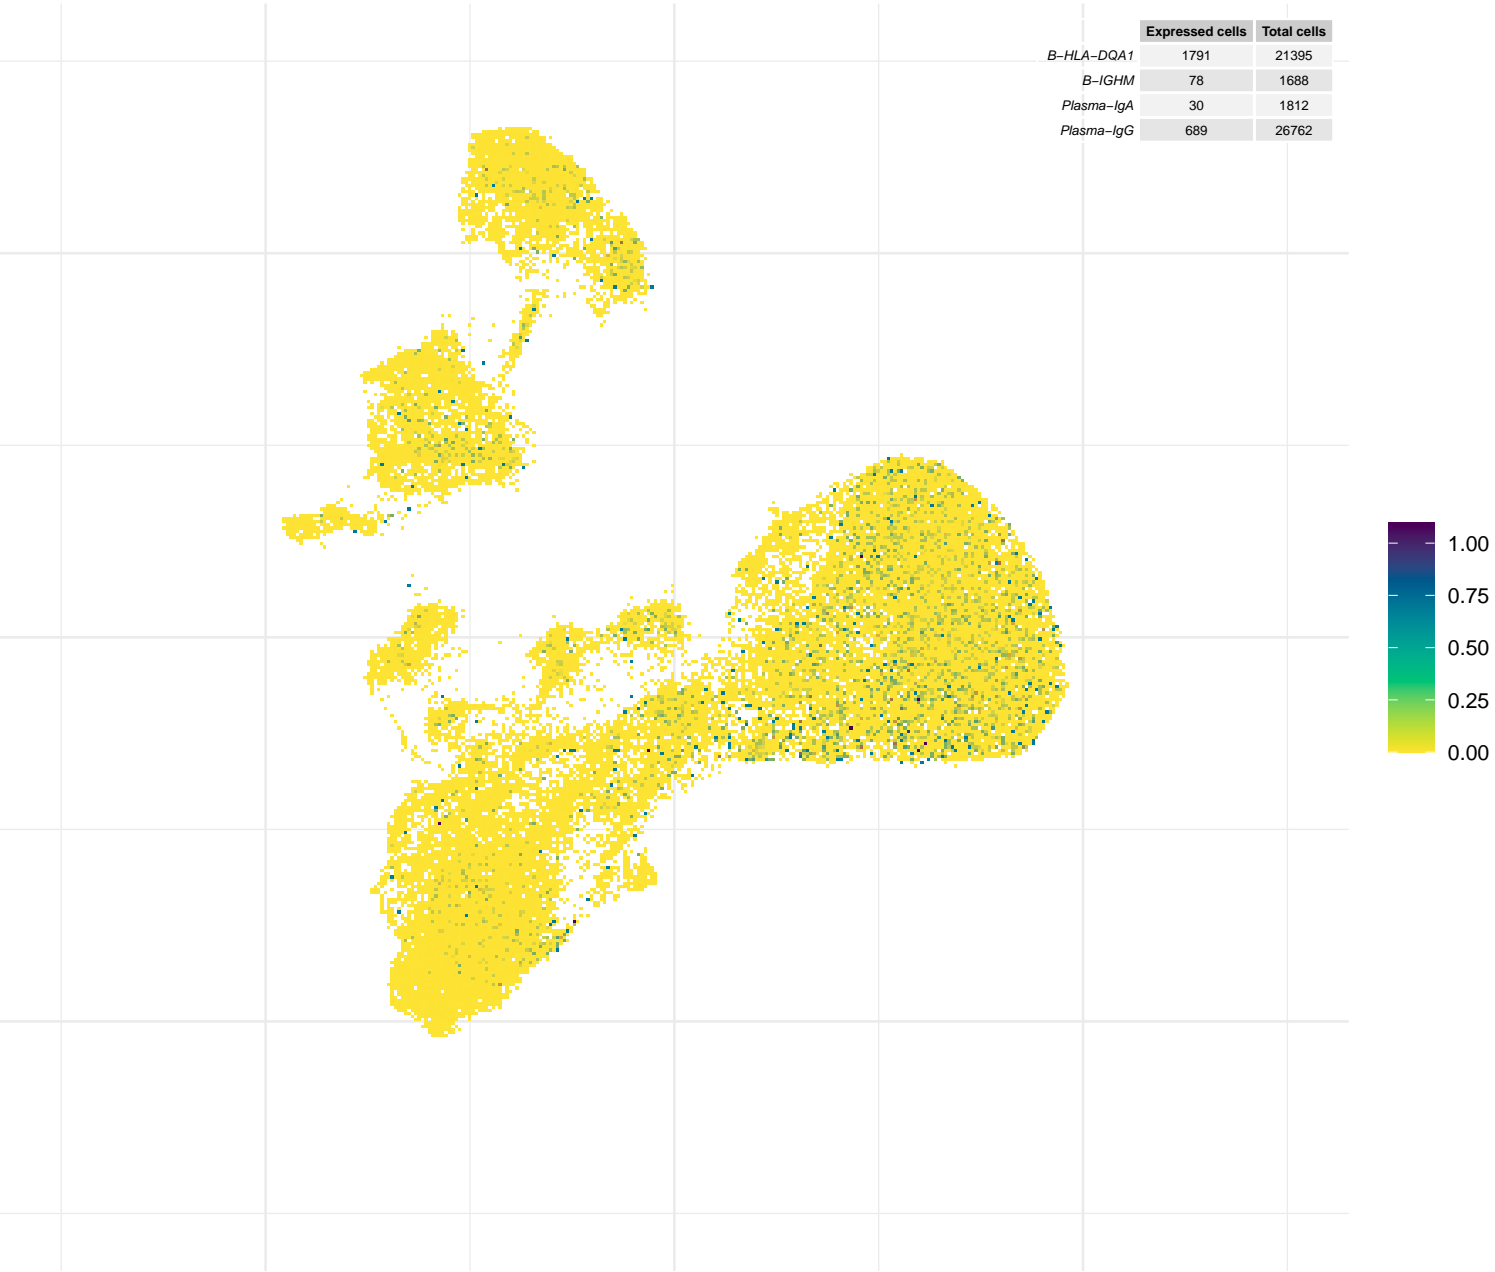 Expressed cells Total cells
B−HLA−DQA1 1791 21395
B−IGHM 78 1688
Plasma−IgA 30 1812
Plasma−IgG 689 26762
1.00
0.75
0.50
0.25
0.00